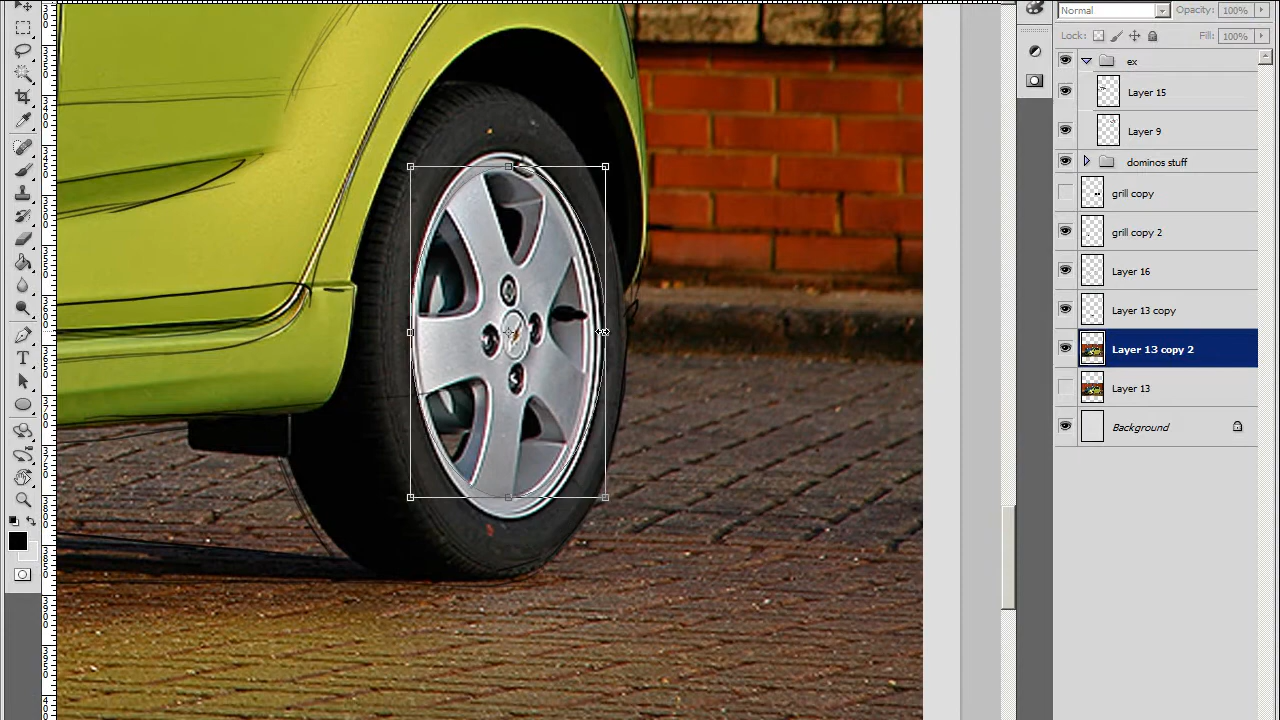 Normal
Opacity: 100%
Lock:
Fill: 100%
ex
Layer 15
Layer 9
dominos stuff
grill copy
grill copy 2
Layer 16
Layer 13 copy
Layer 13 copy 2
Layer 13
Background
T